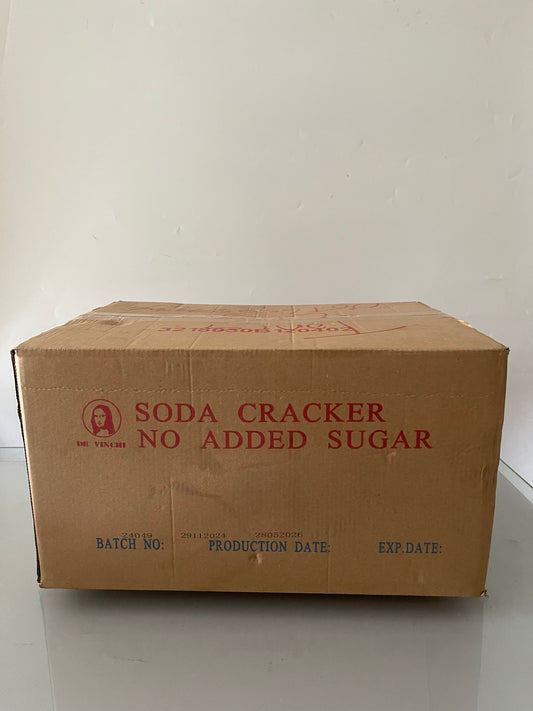 DE VINCHI
SODA CRACKER
NO ADDED SUGAR
24049 29112024 28052026
BATCH NO: PRODUCTION DATE: EXP.DATE: